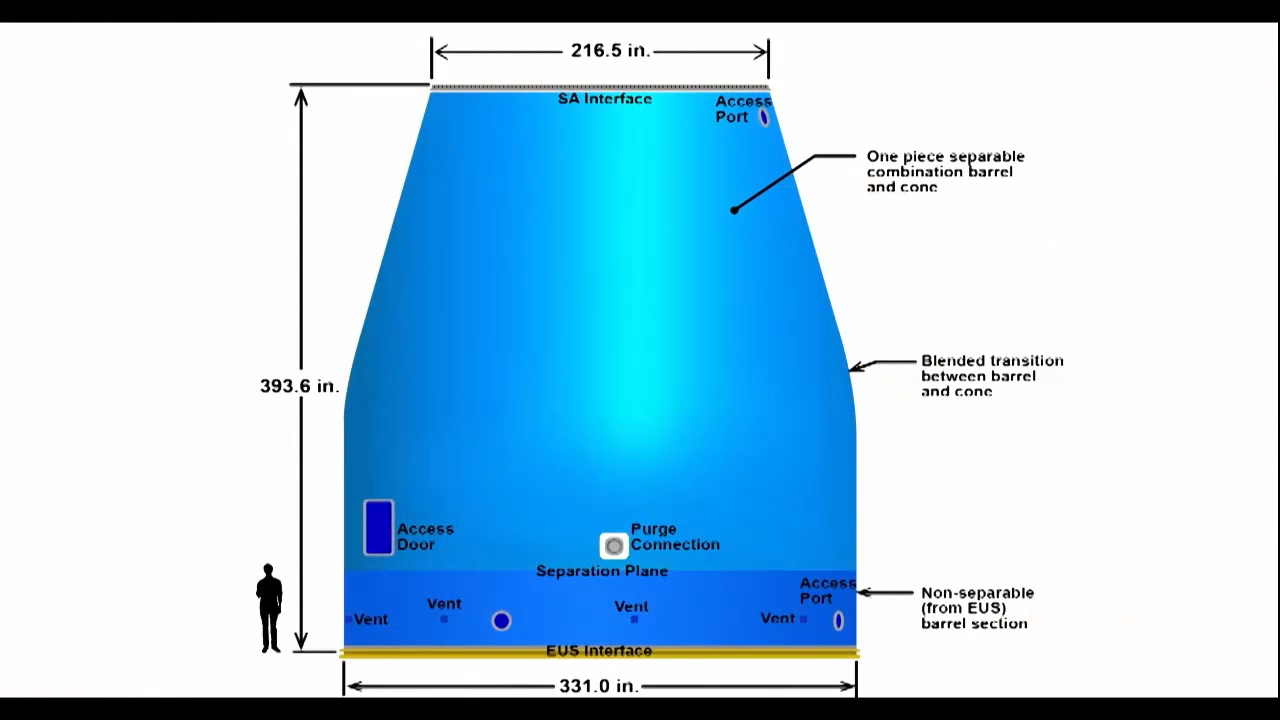 216.5 in.
SA Interface
Access
Port
One piece separable
combination barrel
and cone
Blended transition
between barrel
and cone
393.6 in.
Access
Door
Purge
Connection
Separation Plane
Access
Port
Non-separable
(from EUS)
barrel section
Vent
Vent
Vent
Vent
EUS Interface
331.0 in.